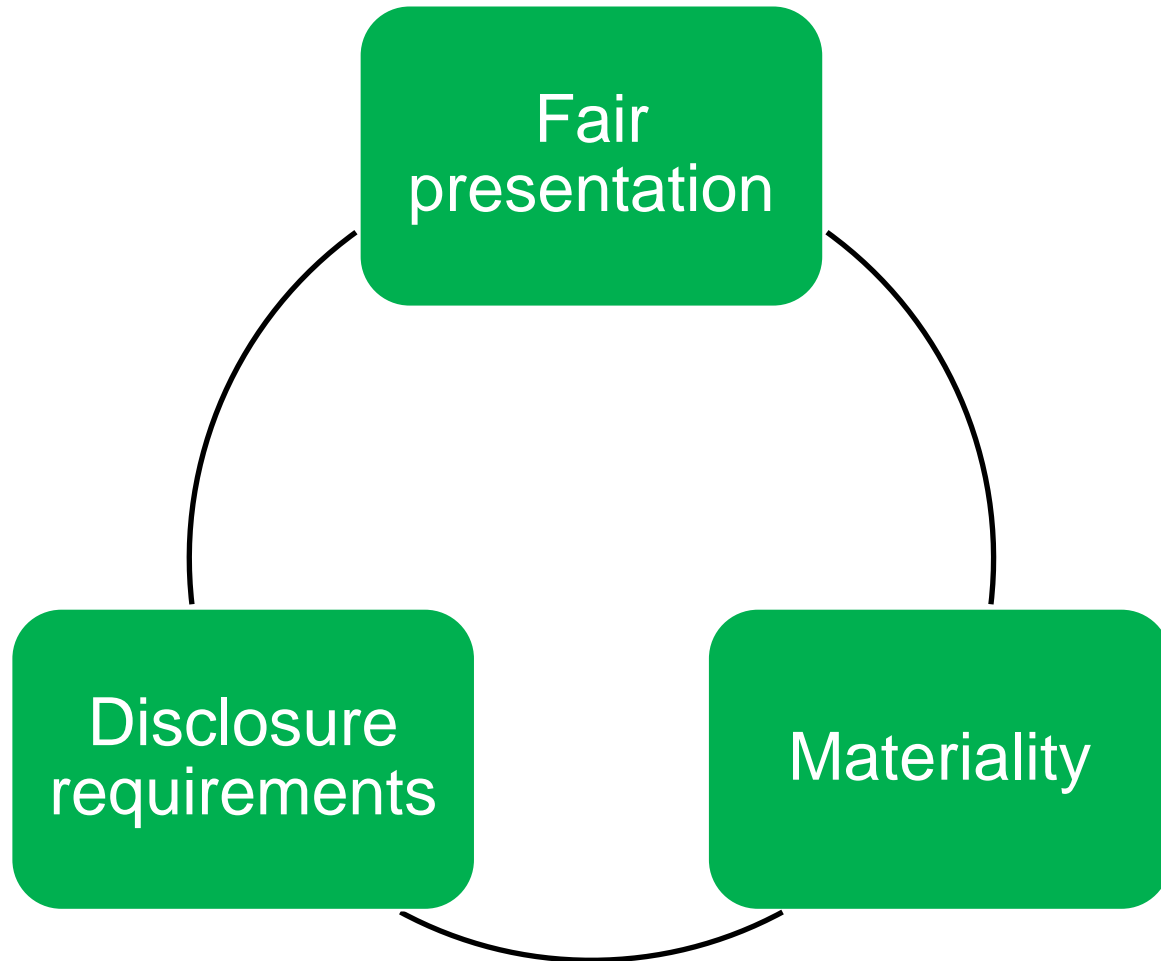 Fair
presentation
Disclosure
requirements
Materiality